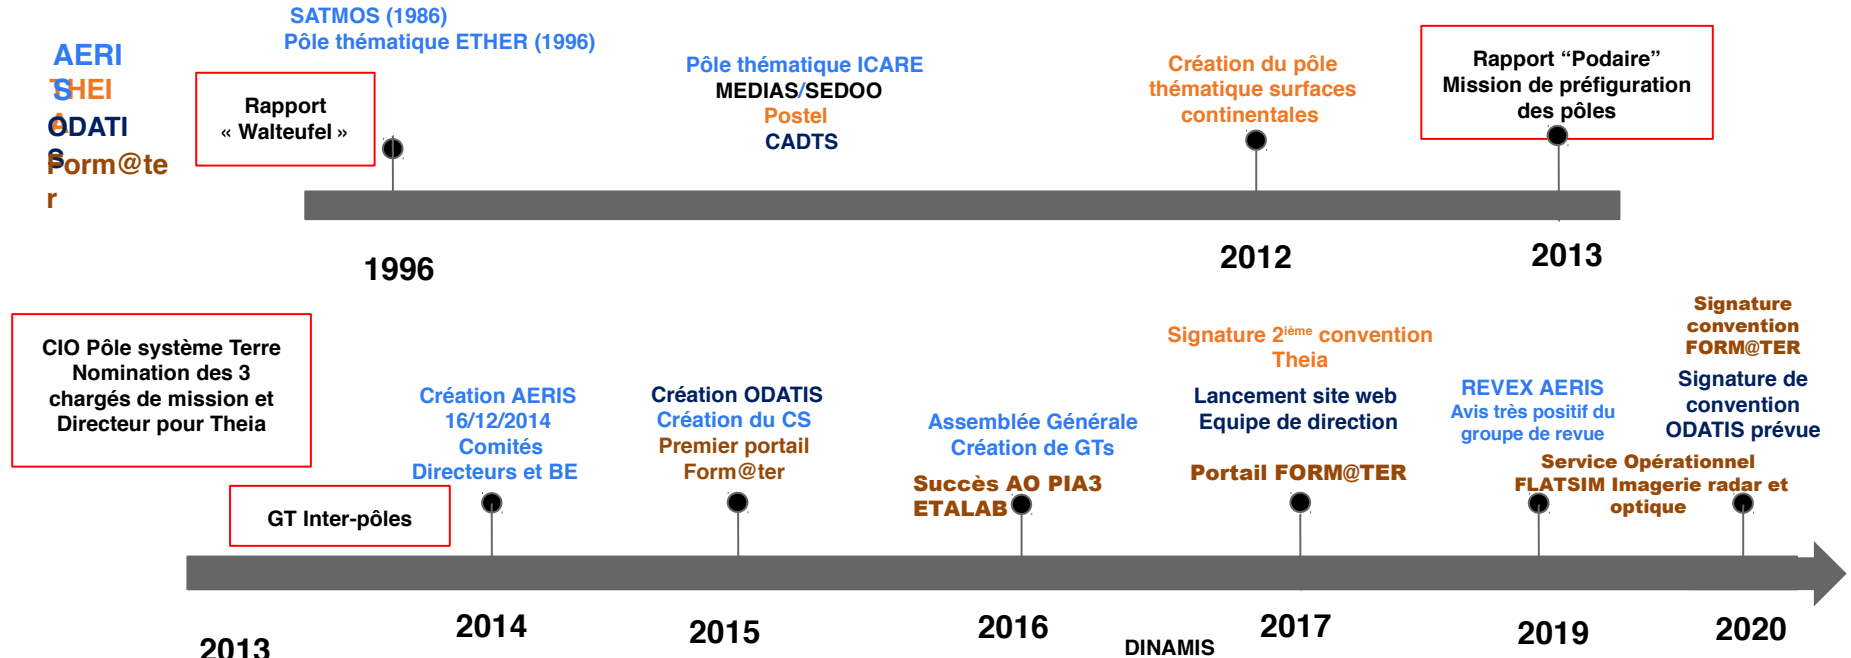 SATMOS (1986)
Pôle thématique ETHER (1996)
AERI
S
THEI
A
ODATI
S
Form@te
r
Rapport
« Walteufel »
Pôle thématique ICARE
MEDIAS/SEDOO
Postel
CADTS
Création du pôle
thématique surfaces
continentales
Rapport “Podaire”
Mission de préfiguration
des pôles
1996
2012
2013
CIO Pôle système Terre
Nomination des 3
chargés de mission et
Directeur pour Theia
GT Inter-pôles
Création AERIS
16/12/2014
Comités
Directeurs et BE
Création ODATIS
Création du CS
Premier portail
Form@ter
Assemblée Générale
Création de GTs
Succès AO PIA3
ETALAB
Signature 2ième convention
Theia
Lancement site web
Equipe de direction
Portail FORM@TER
REVEX AERIS
Avis très positif du
groupe de revue
Service Opérationnel
FLATSIM Imagerie radar et
optique
Signature
convention
FORM@TER
Signature de
convention
ODATIS prévue
2013
2014
2015
2016
DINAMIS
2017
2019
2020